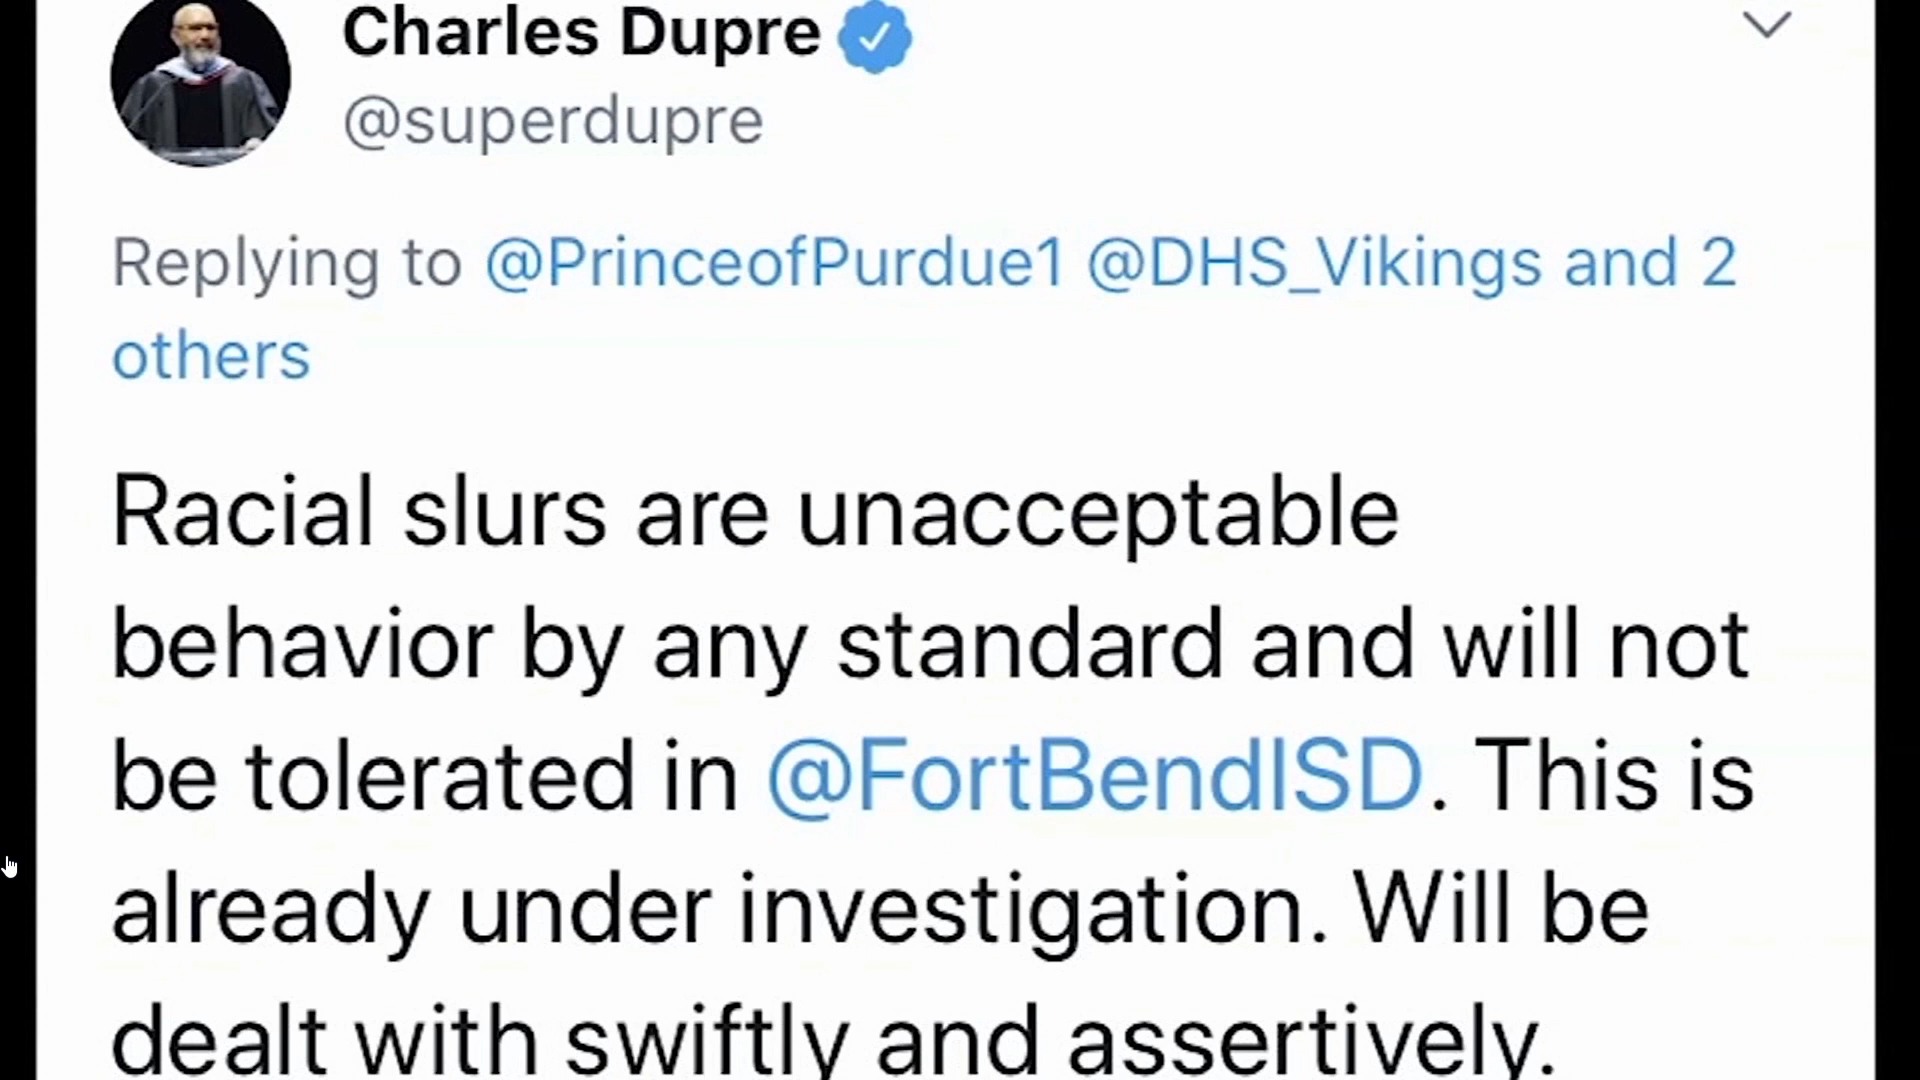 Charles Dupre
@superdupre
Replying to @PrinceofPurdue1 @DHS_Vikings and 2
others
Racial slurs are unacceptable
behavior by any standard and will not
be tolerated in @FortBendISD. This is
already under investigation. Will be
dealt with swiftly and assertively.